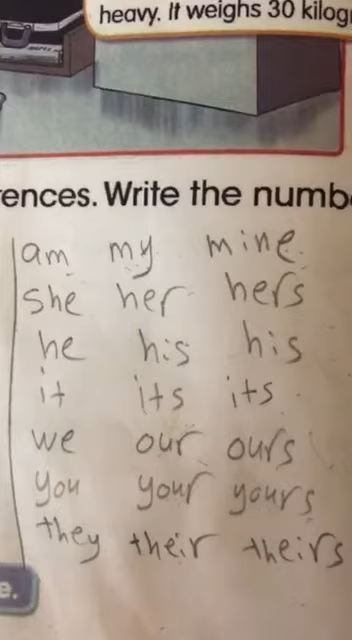 heavy. It weighs 30 kilog
ences. Write the numb
am my mine
she her hers
he his his
it its its
we our ours
you your yours
they their theirs
e.